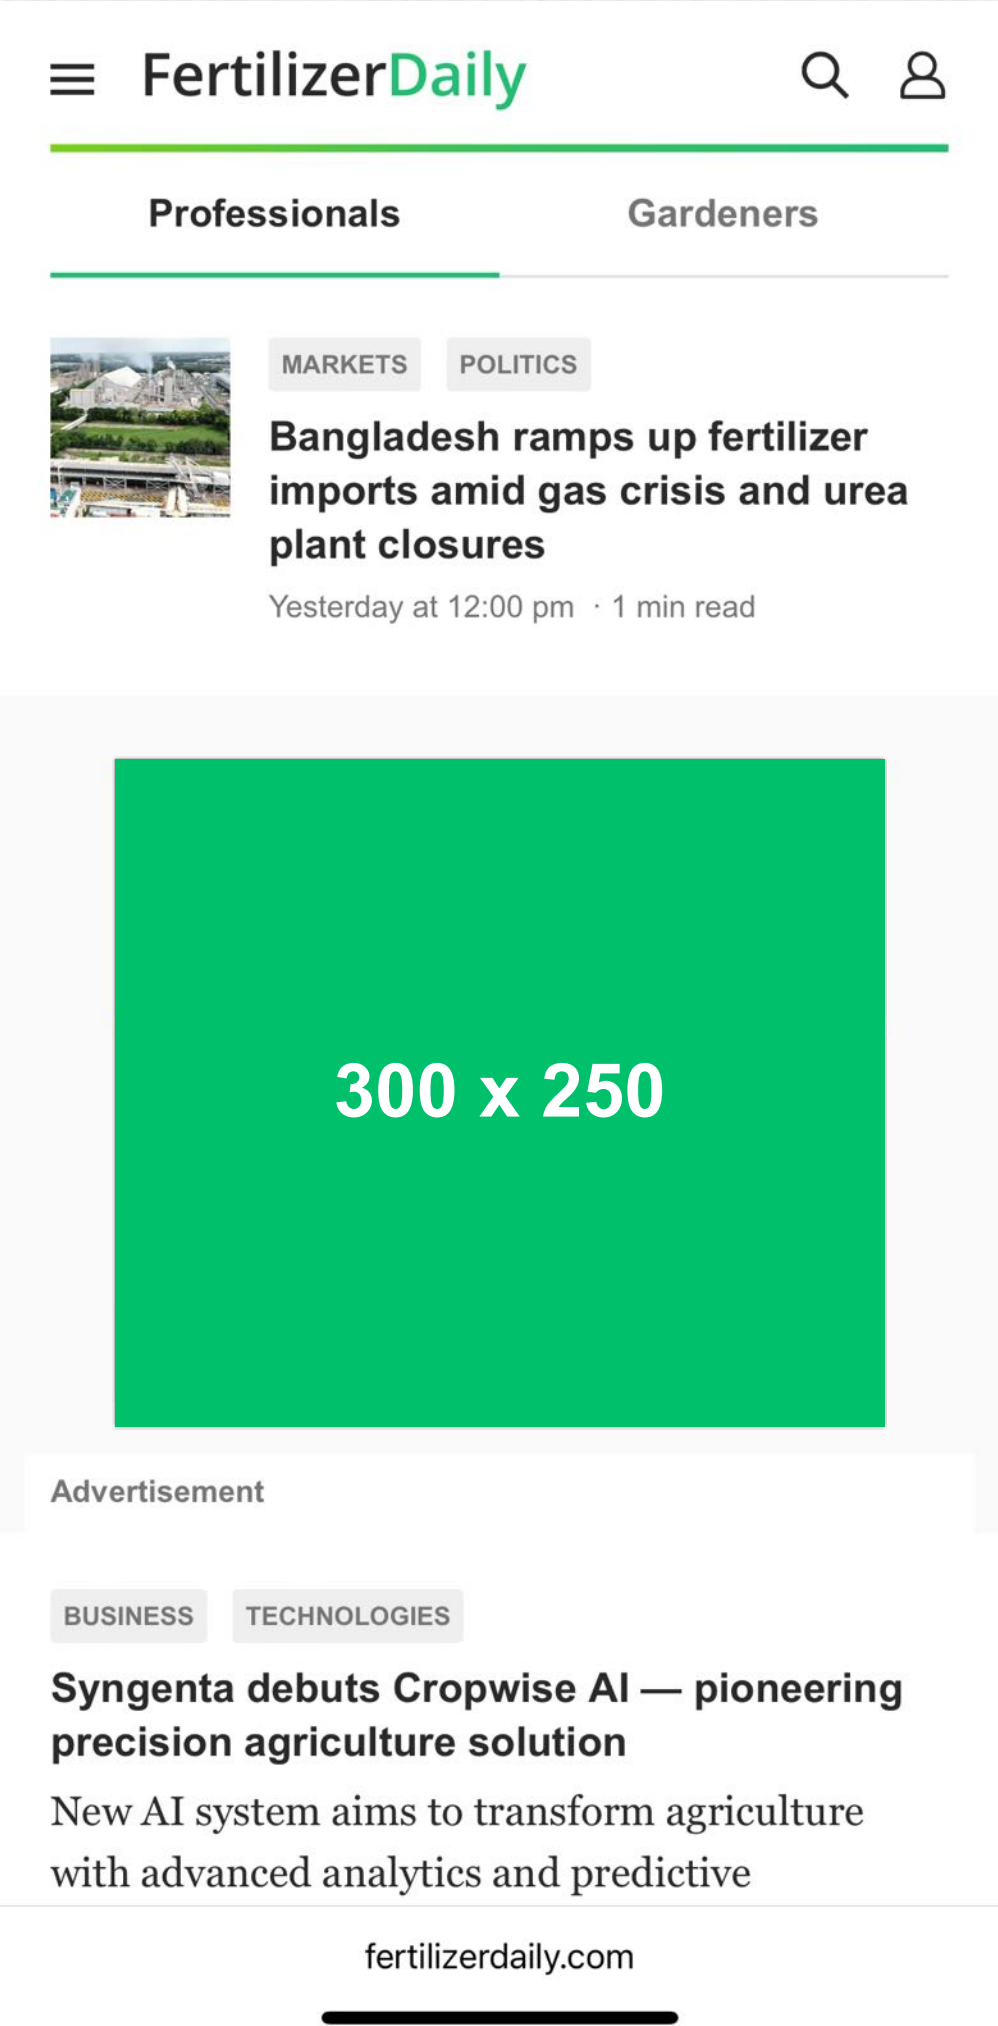 FertilizerDaily
Professionals
Gardeners
MARKETS POLITICS
Bangladesh ramps up fertilizer
imports amid gas crisis and urea
plant closures
Yesterday at 12:00 pm · 1 min read
300 x 250
Advertisement
BUSINESS TECHNOLOGIES
Syngenta debuts Cropwise AI — pioneering
precision agriculture solution
New AI system aims to transform agriculture
with advanced analytics and predictive
fertilizerdaily.com